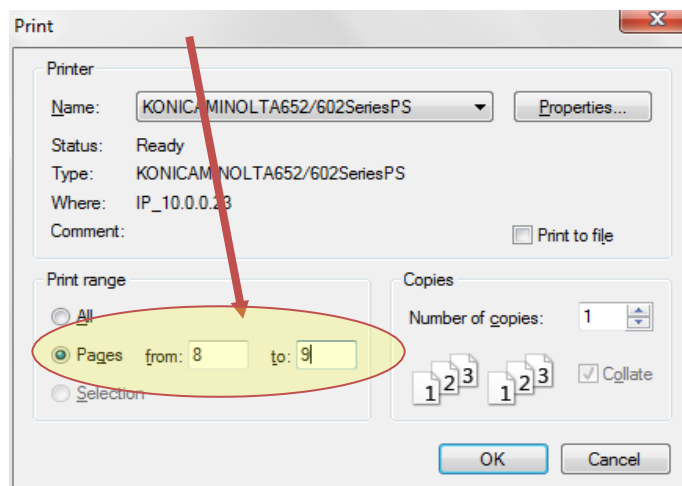 Print
Printer
Name: KONICAMINOLTA652/602SeriesPS Properties...
Status: Ready
Type: KONICAMINOLTA652/602SeriesPS
Where: IP_10.0.0.23
Comment: Print to file
Print range Copies
All Number of copies: 1
Pages from: 8 to: 9
1 2 3 1 2 3 Collate
Selection
OK Cancel